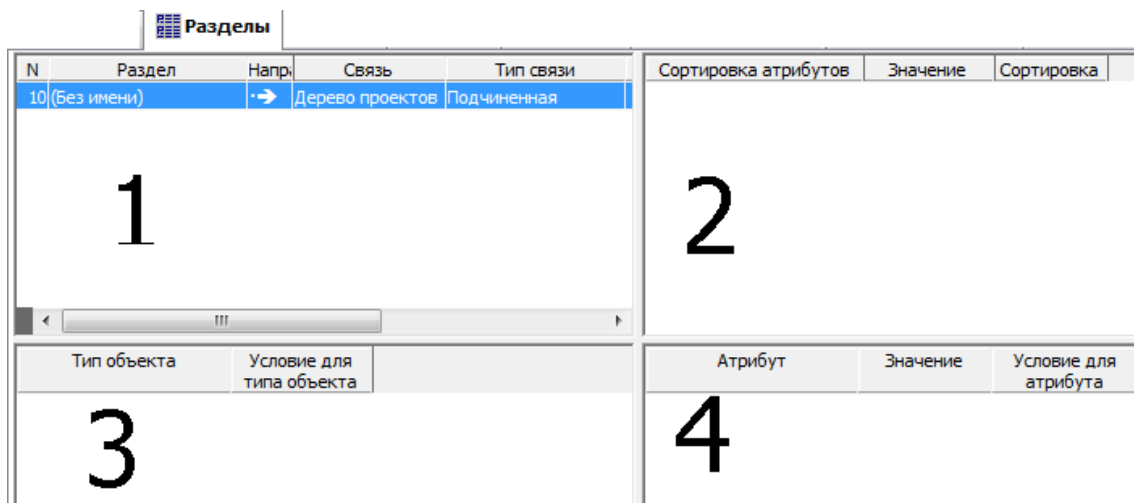 Разделы
N Раздел Напр Связь Тип связи
10 (Без имени) Дерево проектов Подчиненная
1
Сортировка атрибутов Значение Сортировка
2
Тип объекта Условие для
типа объекта
3
Атрибут Значение Условие для
атрибута
4